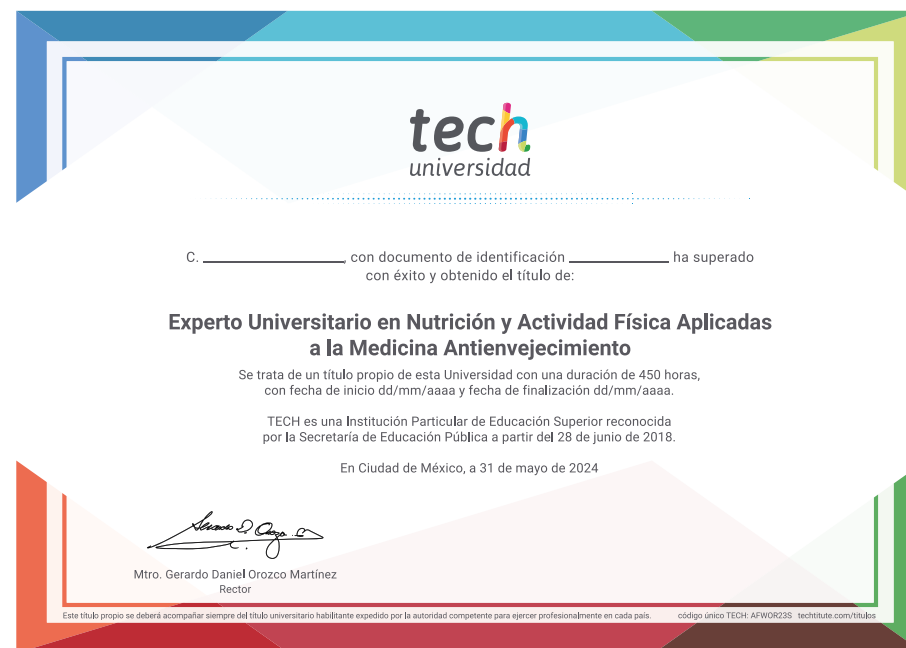 tech
universidad
C. ____________, con documento de identificación ____________ ha superado
con éxito y obtenido el título de:
Experto Universitario en Nutrición y Actividad Física Aplicadas
a la Medicina Antienvejecimiento
Se trata de un título propio de esta Universidad con una duración de 450 horas,
con fecha de inicio dd/mm/aaaa y fecha de finalización dd/mm/aaaa.
TECH es una Institución Particular de Educación Superior reconocida
por la Secretaría de Educación Pública a partir del 28 de junio de 2018.
En Ciudad de México, a 31 de mayo de 2024
Mtro. Gerardo Daniel Orozco Martínez
Rector
Este título propio se deberá acompañar siempre del título universitario habilitante expedido por la autoridad competente para ejercer profesionalmente en cada país. código único TECH: AFWOR23S techtitute.com/titulos